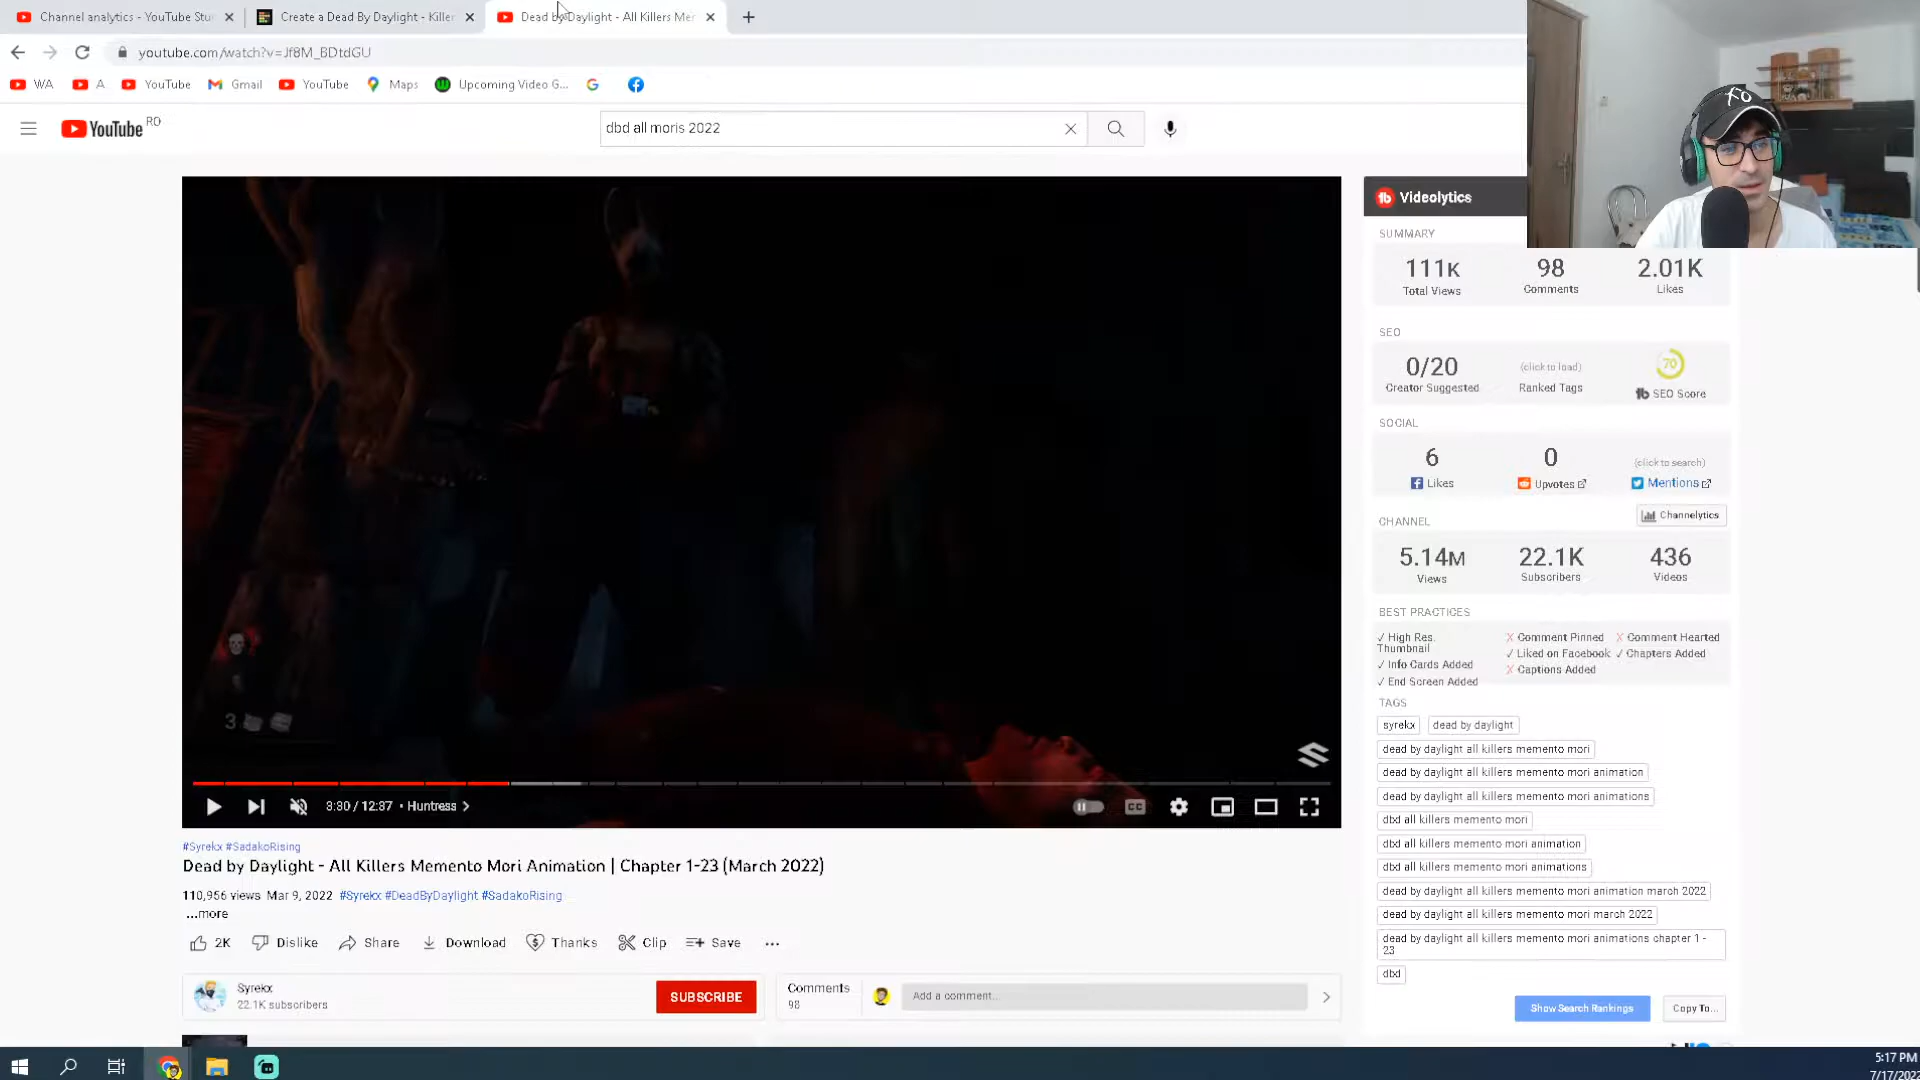 Channel analytics - YouTube Stu
Create a Dead By Daylight - Killer
Dead by Daylight - All Killers Mem
youtube.com/watch?v=Jf8M_BDtdGU
WA
A
YouTube
Gmail
YouTube
Maps
Upcoming Video G...
YouTube RO
dbd all moris 2022
XO
tb Videolytics
SUMMARY
111K 98 2.01K
Total Views Comments Likes
SEO
0/20 (click to load) 70
Creator Suggested Ranked Tags tb SEO Score
SOCIAL
6 0 (click to search)
Likes Upvotes Mentions
CHANNEL Channelytics
5.14M 22.1K 436
Views Subscribers Videos
BEST PRACTICES
✓ High Res. Thumbnail
✓ Info Cards Added
✓ End Screen Added
X Comment Pinned
✓ Liked on Facebook
X Captions Added
X Comment Hearted
✓ Chapters Added
TAGS
syrekx dead by daylight
dead by daylight all killers memento mori
dead by daylight all killers memento mori animation
dead by daylight all killers memento mori animations
dbd all killers memento mori
dbd all killers memento mori animation
dbd all killers memento mori animations
dead by daylight all killers memento mori animation march 2022
dead by daylight all killers memento mori march 2022
dead by daylight all killers memento mori animations chapter 1 -
23
dbd
Show Search Rankings Copy To...
3
3:30 / 12:37 • Huntress >
CC
#Syrekx #SadakoRising
Dead by Daylight - All Killers Memento Mori Animation | Chapter 1-23 (March 2022)
110,956 views Mar 9, 2022 #Syrekx #DeadByDaylight #SadakoRising
...more
2K Dislike Share Download Thanks Clip Save ...
Syrekx
22.1K subscribers
SUBSCRIBE
Comments
98
Add a comment...
5:17 PM